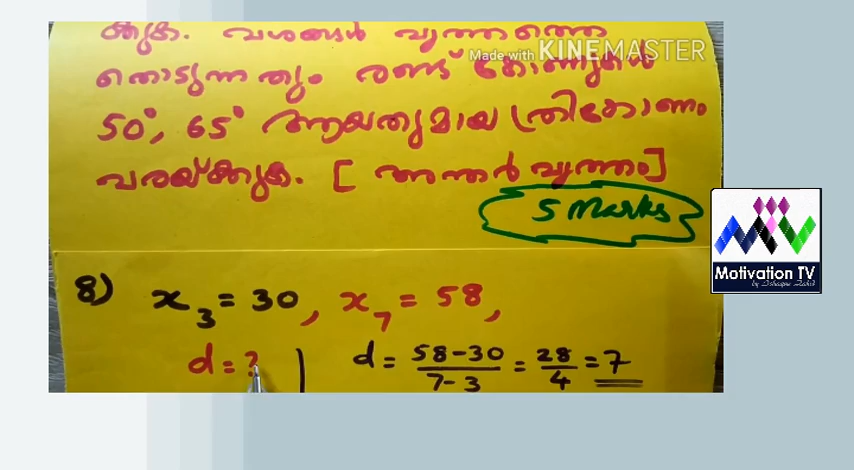 ക്കുക. വശങ്ങൾ വൃത്തത്തെ
Made with KINEMASTER
തൊടുന്നതും രണ്ട് കോണുകൾ
50°, 65° ആയതുമായ ത്രികോണം
വരയ്ക്കുക. [അന്തർവൃത്തം]
5 Marks
Motivation TV
8) x₃ = 30, x₇ = 58,
d = ? d = 58-30/7-3 = 28/4 = 7